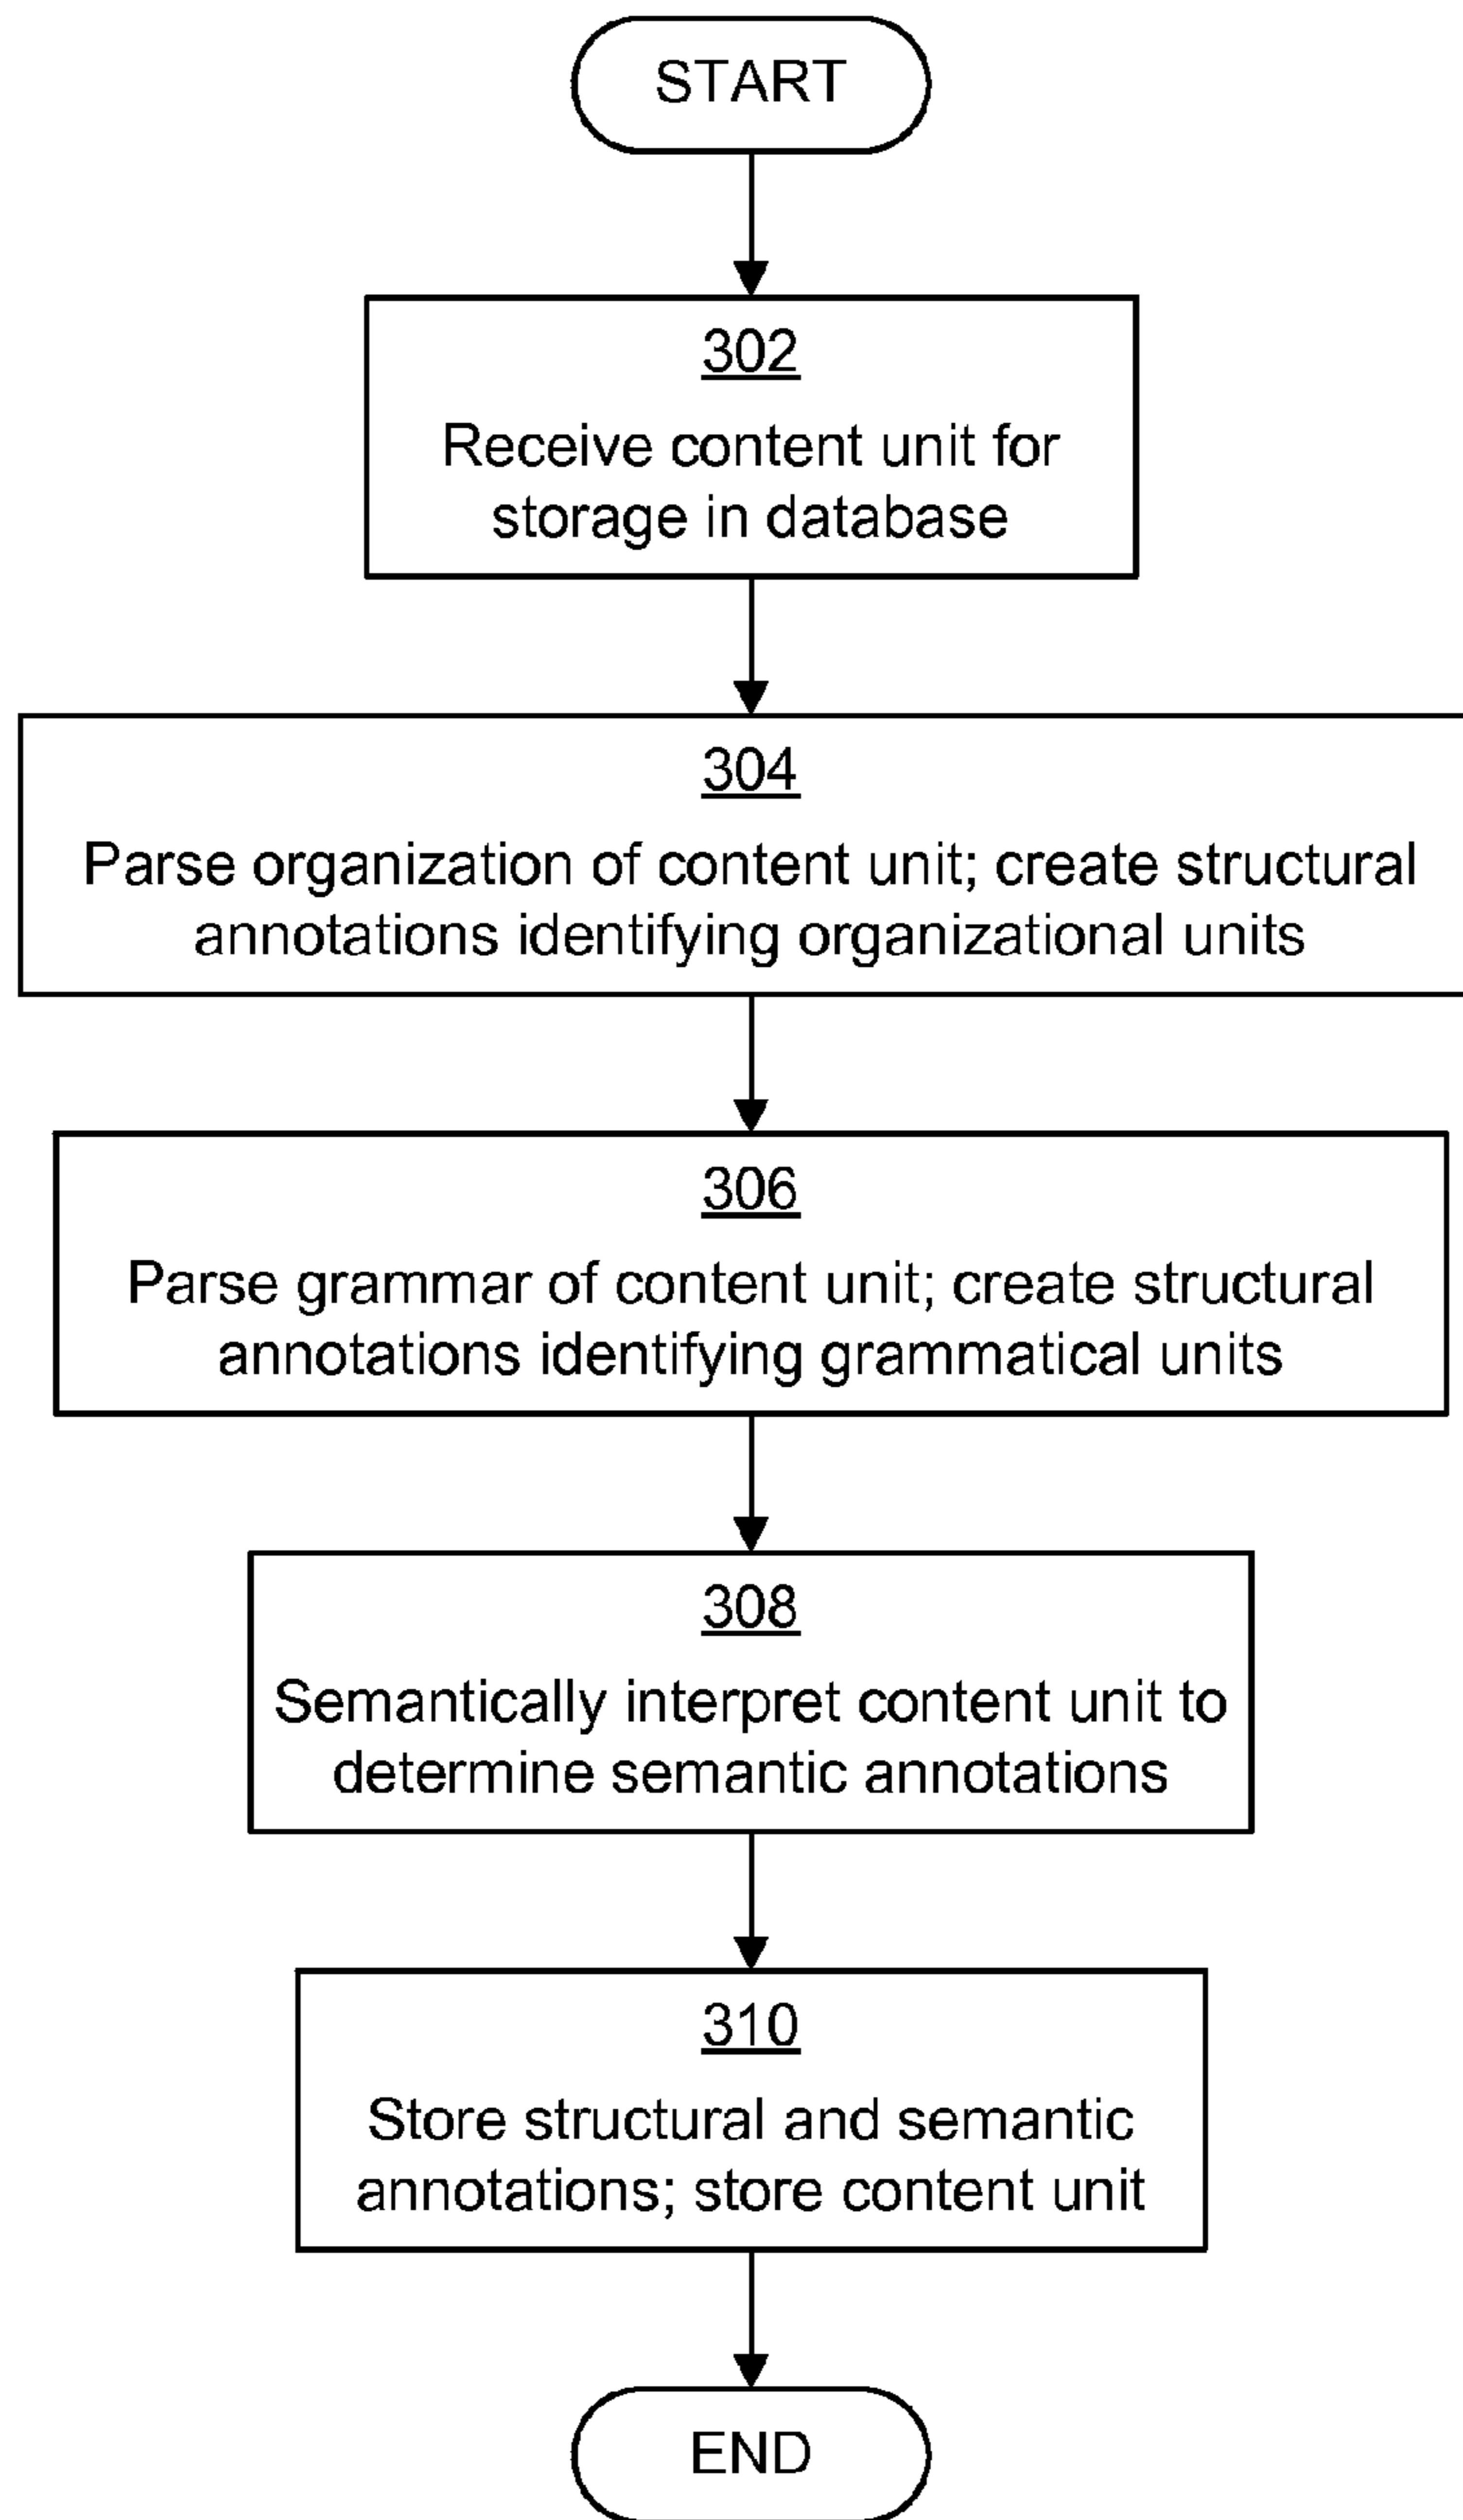 START
302
Receive content unit for
storage in database
304
Parse organization of content unit; create structural
annotations identifying organizational units
306
Parse grammar of content unit; create structural
annotations identifying grammatical units
308
Semantically interpret content unit to
determine semantic annotations
310
Store structural and semantic
annotations; store content unit
END